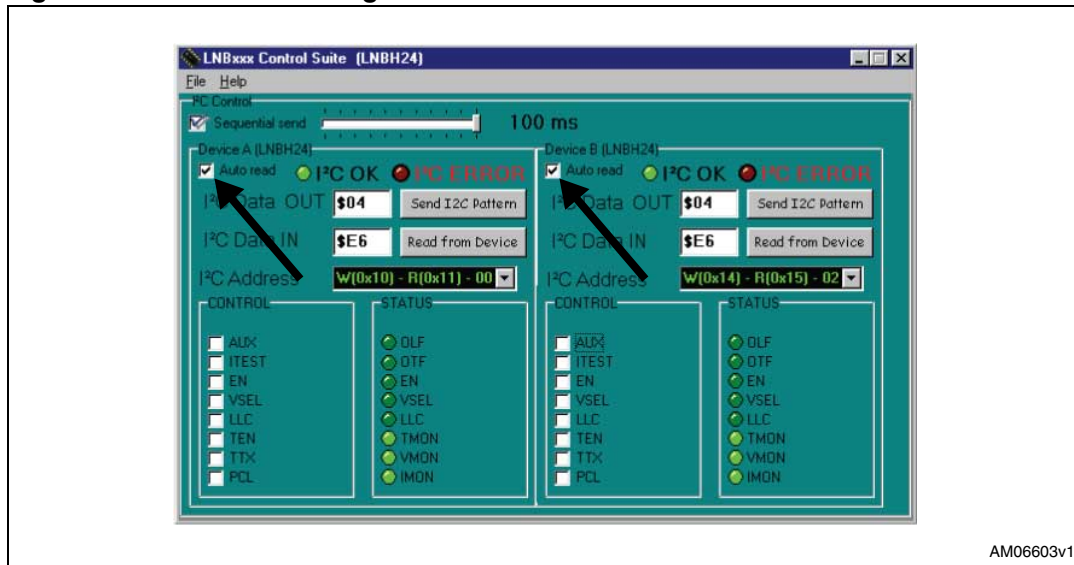 LNBxxx Control Suite (LNBH24)
File Help
I²C Control
Sequential send 100 ms
Device A (LNBH24)
Auto read I²C OK I²C ERROR
I²C Data OUT $04 Send I2C Pattern
I²C Data IN $E6 Read from Device
I²C Address W(0x10) - R(0x11) - 00
CONTROL STATUS
AUX OLF
ITEST OTF
EN EN
VSEL VSEL
LLC LLC
TEN TMON
TTX VMON
PCL IMON
Device B (LNBH24)
Auto read I²C OK I²C ERROR
I²C Data OUT $04 Send I2C Pattern
I²C Data IN $E6 Read from Device
I²C Address W(0x14) - R(0x15) - 02
CONTROL STATUS
AUX OLF
ITEST OTF
EN EN
VSEL VSEL
LLC LLC
TEN TMON
TTX VMON
PCL IMON
AM06603v1